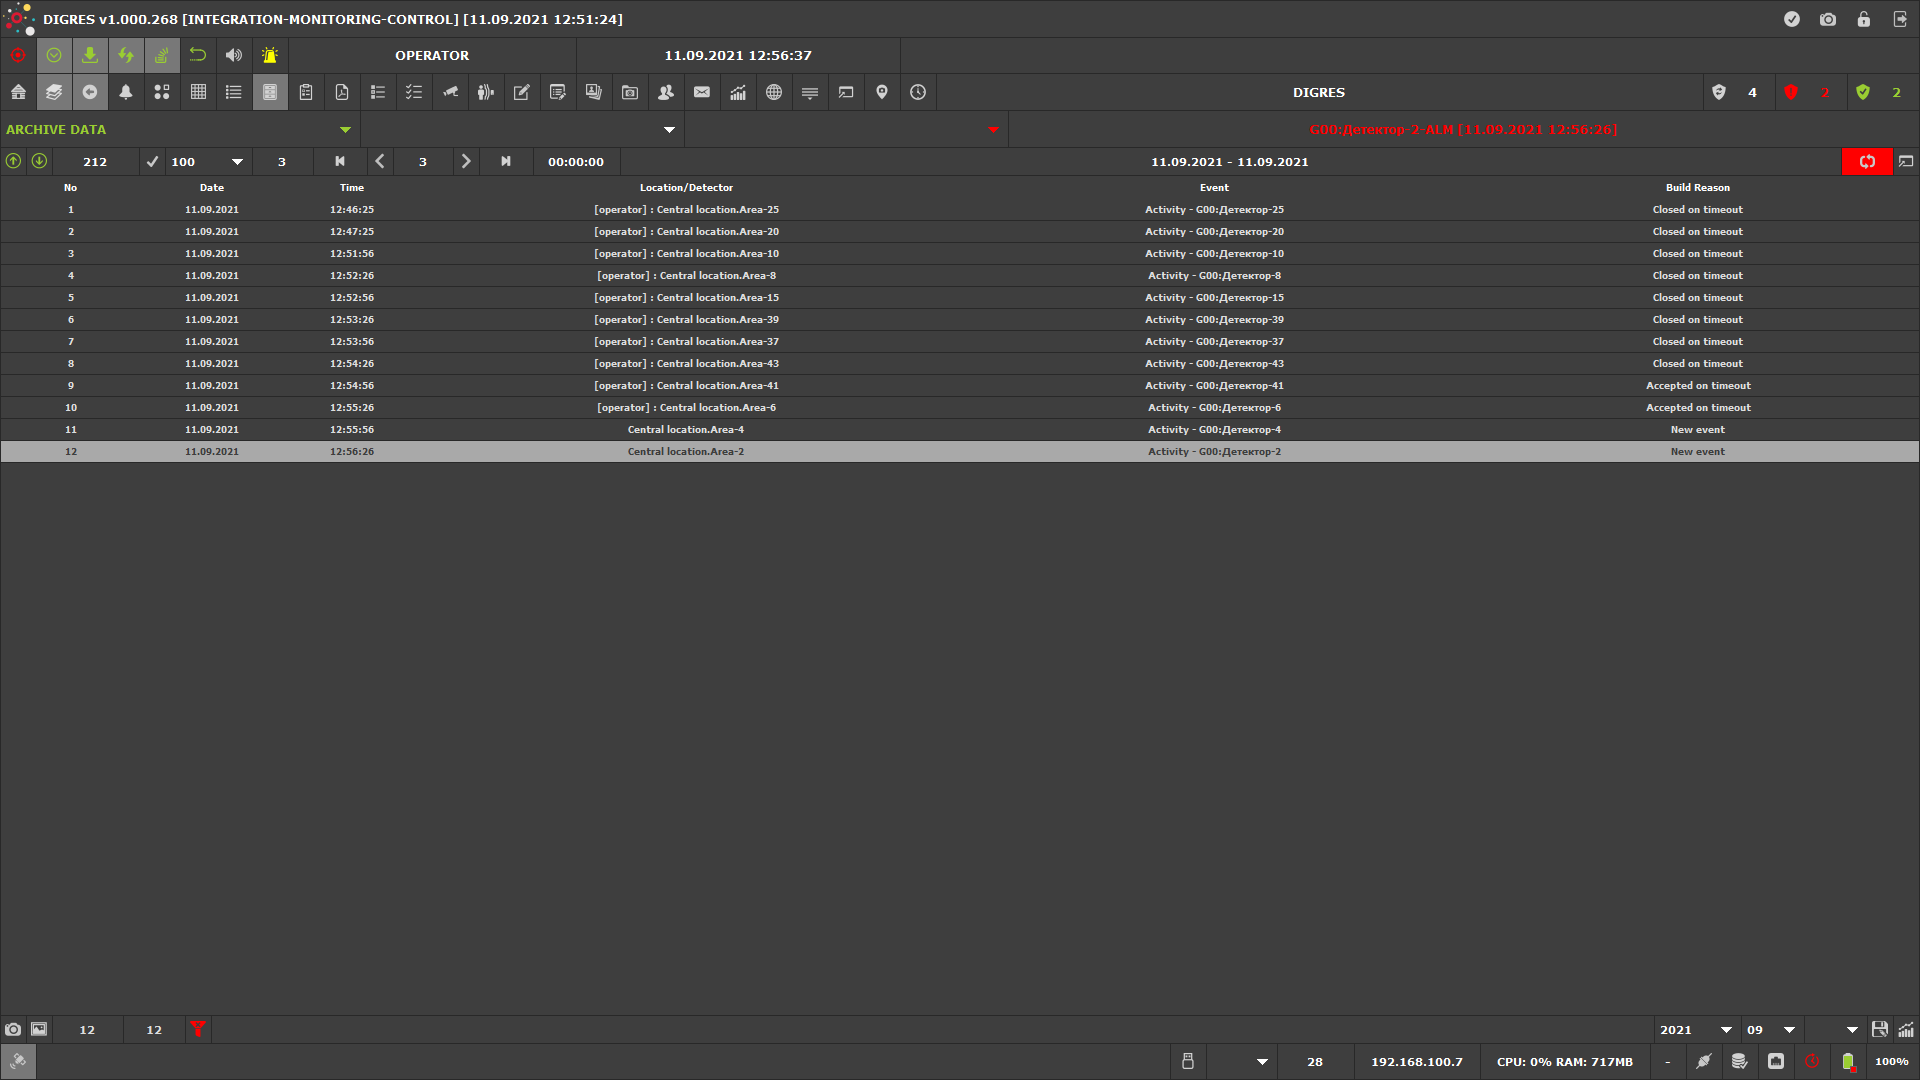 DIGRES v1.000.268 [INTEGRATION-MONITORING-CONTROL] [11.09.2021 12:51:24]
OPERATOR 11.09.2021 12:56:37
DIGRES 4 2 2
ARCHIVE DATA G00:Детектор-2-ALM [11.09.2021 12:56:26]
212 100 3 3 00:00:00 11.09.2021 - 11.09.2021
No Date Time Location/Detector Event Build Reason
1 11.09.2021 12:46:25 [operator] : Central location.Area-25 Activity - G00:Детектор-25 Closed on timeout
2 11.09.2021 12:47:25 [operator] : Central location.Area-20 Activity - G00:Детектор-20 Closed on timeout
3 11.09.2021 12:51:56 [operator] : Central location.Area-10 Activity - G00:Детектор-10 Closed on timeout
4 11.09.2021 12:52:26 [operator] : Central location.Area-8 Activity - G00:Детектор-8 Closed on timeout
5 11.09.2021 12:52:56 [operator] : Central location.Area-15 Activity - G00:Детектор-15 Closed on timeout
6 11.09.2021 12:53:26 [operator] : Central location.Area-39 Activity - G00:Детектор-39 Closed on timeout
7 11.09.2021 12:53:56 [operator] : Central location.Area-37 Activity - G00:Детектор-37 Closed on timeout
8 11.09.2021 12:54:26 [operator] : Central location.Area-43 Activity - G00:Детектор-43 Closed on timeout
9 11.09.2021 12:54:56 [operator] : Central location.Area-41 Activity - G00:Детектор-41 Accepted on timeout
10 11.09.2021 12:55:26 [operator] : Central location.Area-6 Activity - G00:Детектор-6 Accepted on timeout
11 11.09.2021 12:55:56 Central location.Area-4 Activity - G00:Детектор-4 New event
12 11.09.2021 12:56:26 Central location.Area-2 Activity - G00:Детектор-2 New event
12 12 2021 09
28 192.168.100.7 CPU: 0% RAM: 717MB - 100%